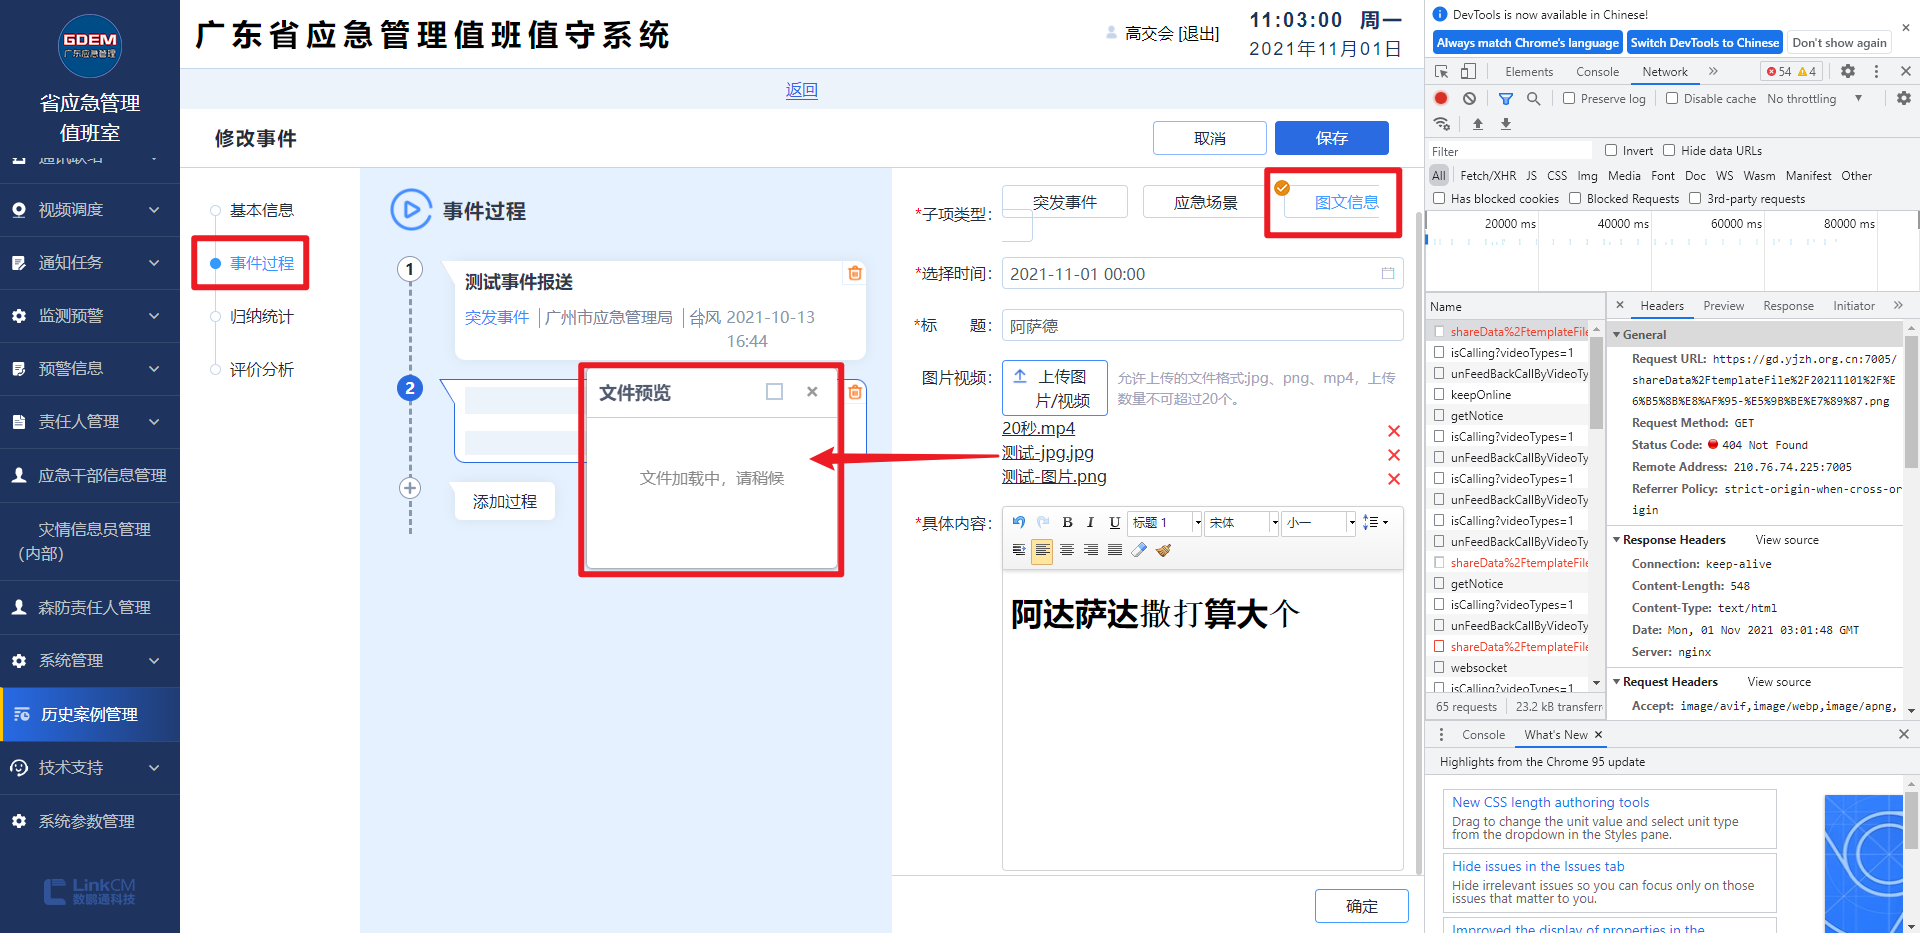 GDEM
广东应急管理
省应急管理
值班室
视频调度
通知任务
监测预警
预警信息
责任人管理
应急干部信息管理
灾情信息员管理
(内部)
森防责任人管理
系统管理
历史案例管理
技术支持
系统参数管理
LinkCM
数鹏通科技
广东省应急管理值班值守系统
高交会 [退出]
11:03:00 周一
2021年11月01日
返回
修改事件
取消
保存
基本信息
事件过程
归纳统计
评价分析
事件过程
1
测试事件报送
突发事件
广州市应急管理局
台风 2021-10-13
16:44
2
添加过程
文件预览
文件加载中，请稍候
*子项类型:
突发事件
应急场景
图文信息
*选择时间:
2021-11-01 00:00
*标 题:
阿萨德
图片视频:
上传图
片/视频
允许上传的文件格式:jpg、png、mp4，上传
数量不可超过20个。
20秒.mp4
测试-jpg.jpg
测试-图片.png
*具体内容:
B I U 标题 1 宋体 小一
阿达萨达撒打算大个
确定
DevTools is now available in Chinese!
Always match Chrome's language
Switch DevTools to Chinese
Don't show again
Elements
Console
Network
54
4
Preserve log
Disable cache
No throttling
Filter
Invert
Hide data URLs
All
Fetch/XHR
JS
CSS
Img
Media
Font
Doc
WS
Wasm
Manifest
Other
Has blocked cookies
Blocked Requests
3rd-party requests
20000 ms
40000 ms
60000 ms
80000 ms
Name
shareData%2FtemplateFile
isCalling?videoTypes=1
unFeedBackCallByVideoTy
keepOnline
getNotice
isCalling?videoTypes=1
unFeedBackCallByVideoTy
isCalling?videoTypes=1
unFeedBackCallByVideoTy
isCalling?videoTypes=1
unFeedBackCallByVideoTy
shareData%2FtemplateFile
getNotice
isCalling?videoTypes=1
unFeedBackCallByVideoTy
shareData%2FtemplateFile
websocket
isCalling?videoTypes=1
65 requests
23.2 kB transferr
Headers
Preview
Response
Initiator
General
Request URL: https://gd.yjzh.org.cn:7005/
shareData%2FtemplateFile%2F20211101%2F%E
6%B5%8B%E8%AF%95-%E5%9B%BE%E7%89%87.png
Request Method: GET
Status Code: 404 Not Found
Remote Address: 210.76.74.225:7005
Referrer Policy: strict-origin-when-cross-or
igin
Response Headers
View source
Connection: keep-alive
Content-Length: 548
Content-Type: text/html
Date: Mon, 01 Nov 2021 03:01:48 GMT
Server: nginx
Request Headers
View source
Accept: image/avif,image/webp,image/apng,
Console
What's New
Highlights from the Chrome 95 update
New CSS length authoring tools
Drag to change the unit value and select unit type
from the dropdown in the Styles pane.
Hide issues in the Issues tab
Hide irrelevant issues so you can focus only on those
issues that matter to you.
Improved the display of properties in the